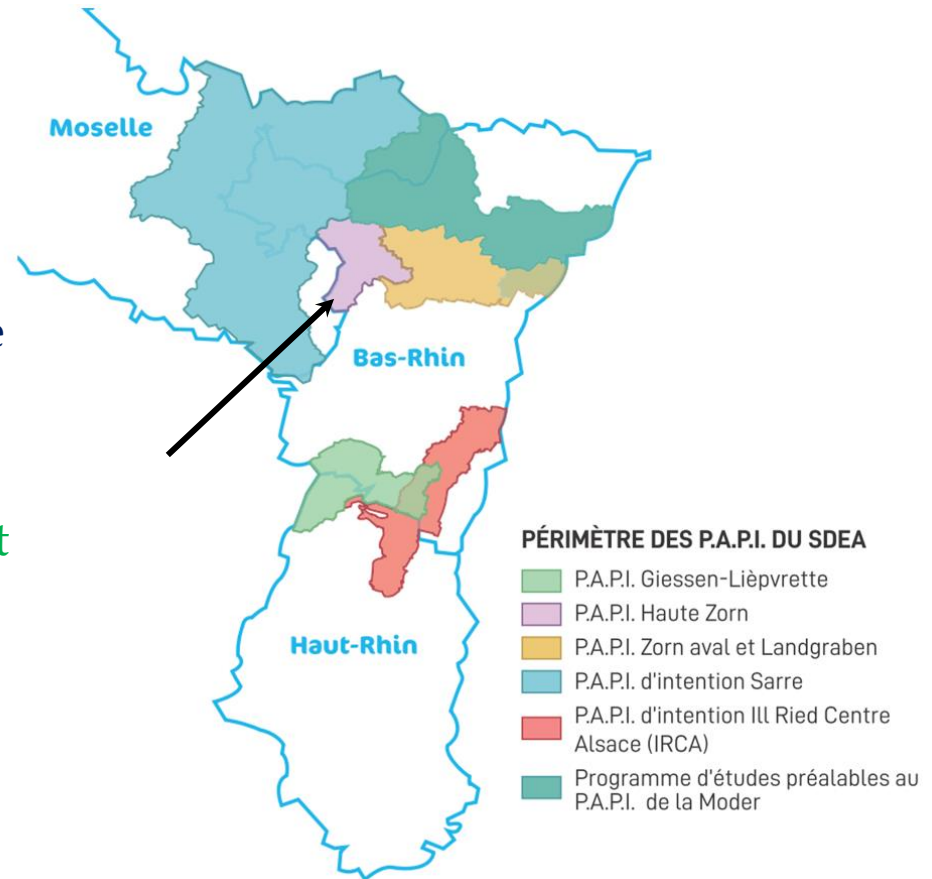 Moselle
e
Bas-Rhin
t
PÉRIMÈTRE DES P.A.P.I. DU SDEA
P.A.P.I. Giessen-Lièpvrette
P.A.P.I. Haute Zorn
Haut-Rhin
P.A.P.I. Zorn aval et Landgraben
P.A.P.I. d'intention Sarre
P.A.P.I. d'intention Ill Ried Centre
Alsace (IRCA)
Programme d'études préalables au
P.A.P.I. de la Moder